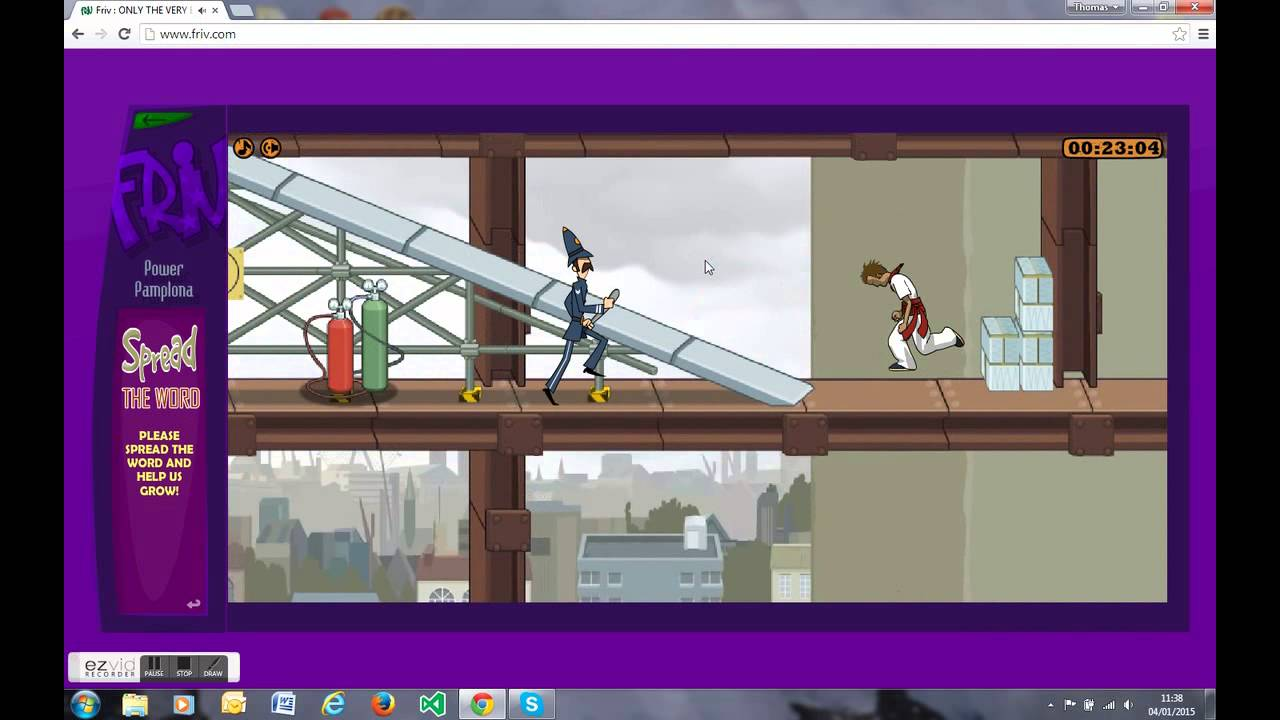 Friv : ONLY THE VERY
Thomas
www.friv.com
FRIV
00:23:04
Power
Pamplona
Spread
THE WORD
PLEASE
SPREAD THE
WORD AND
HELP US
GROW!
ezvid
RECORDER
PAUSE
STOP
DRAW
11:38
04/01/2015